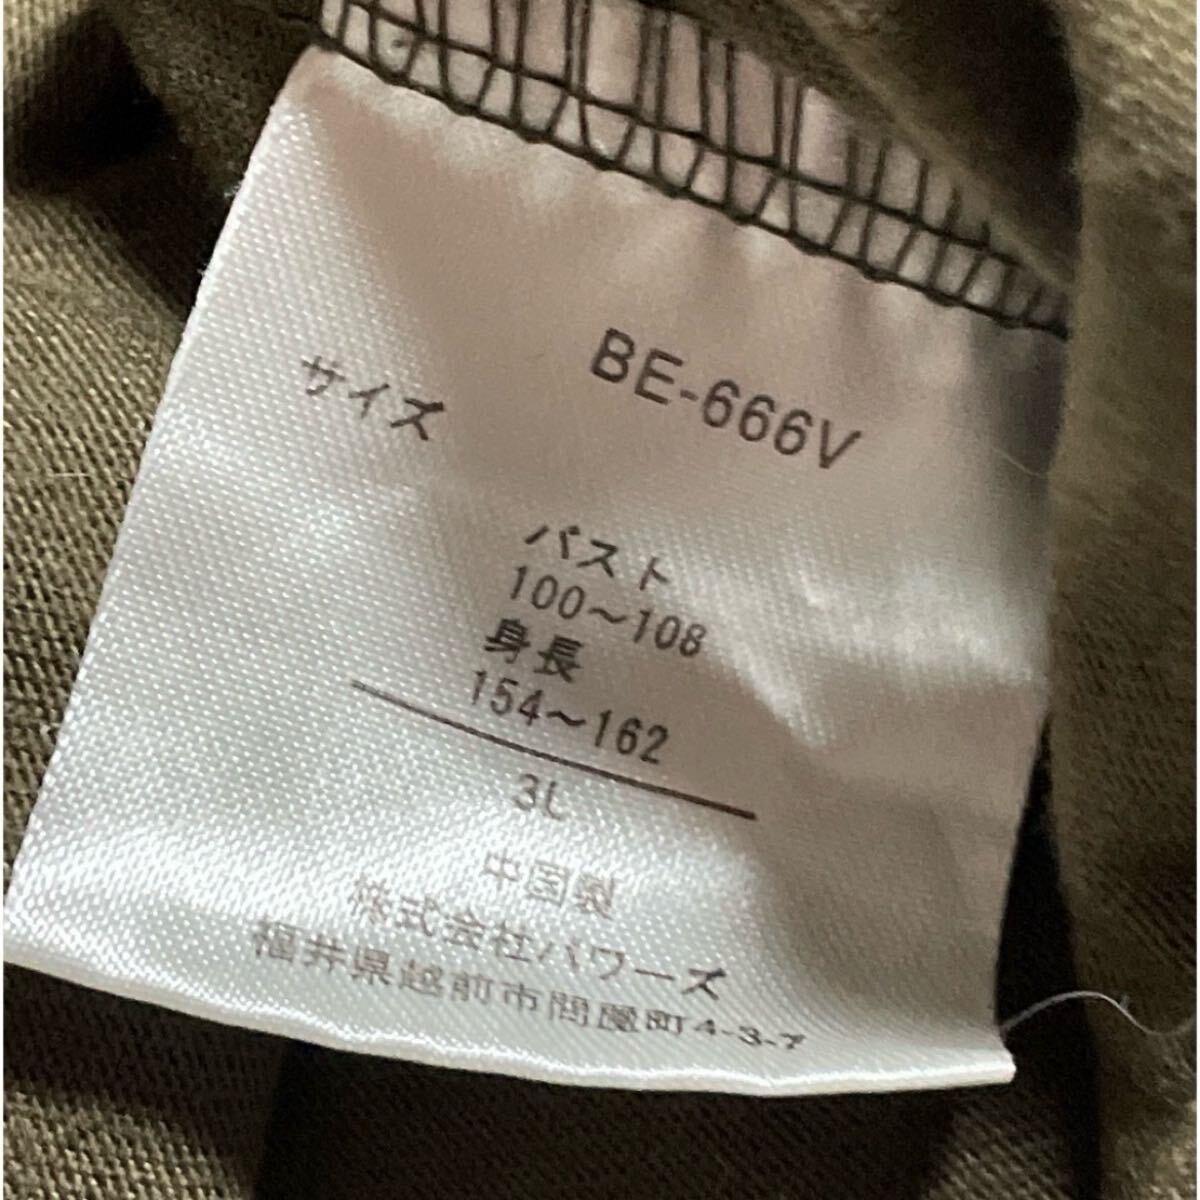 BE-666V
サイズ
バスト
100〜108
身長
154〜162
3L
中国製
株式会社パワーズ
福井県越前市間屋町4-3-7